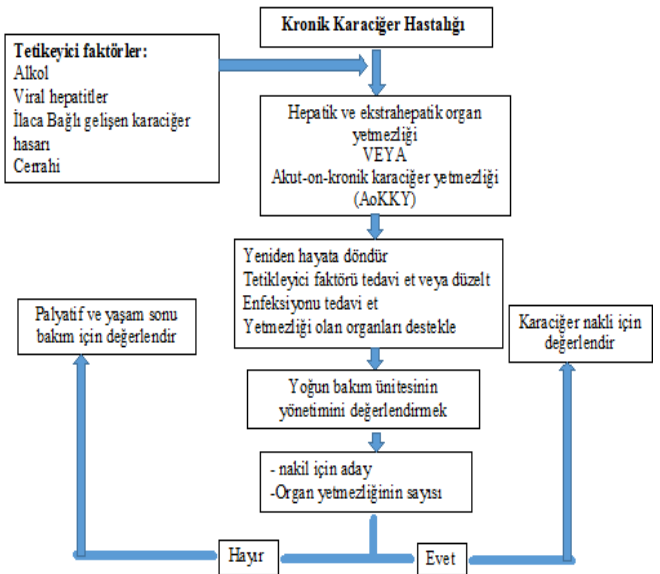 Kronik Karaciğer Hastalığı
Tetikeyici faktörler:
Alkol
Viral hepatitler
İlaca Bağlı gelişen karaciğer
hasarı
Cerrahi
Hepatik ve ekstrahepatik organ
yetmezliği
VEYA
Akut-on-kronik karaciğer yetmezliği
(AoKKY)
Yeniden hayata döndür
Tetikleyici faktörü tedavi et veya düzelt
Enfeksiyonu tedavi et
Yetmezliği olan organları destekle
Palyatif ve yaşam sonu
bakım için değerlendir
Karaciğer nakli için
değerlendir
Yoğun bakım ünitesinin
yönetimini değerlendirmek
- nakil için aday
-Organ yetmezliğinin sayısı
Hayır
Evet